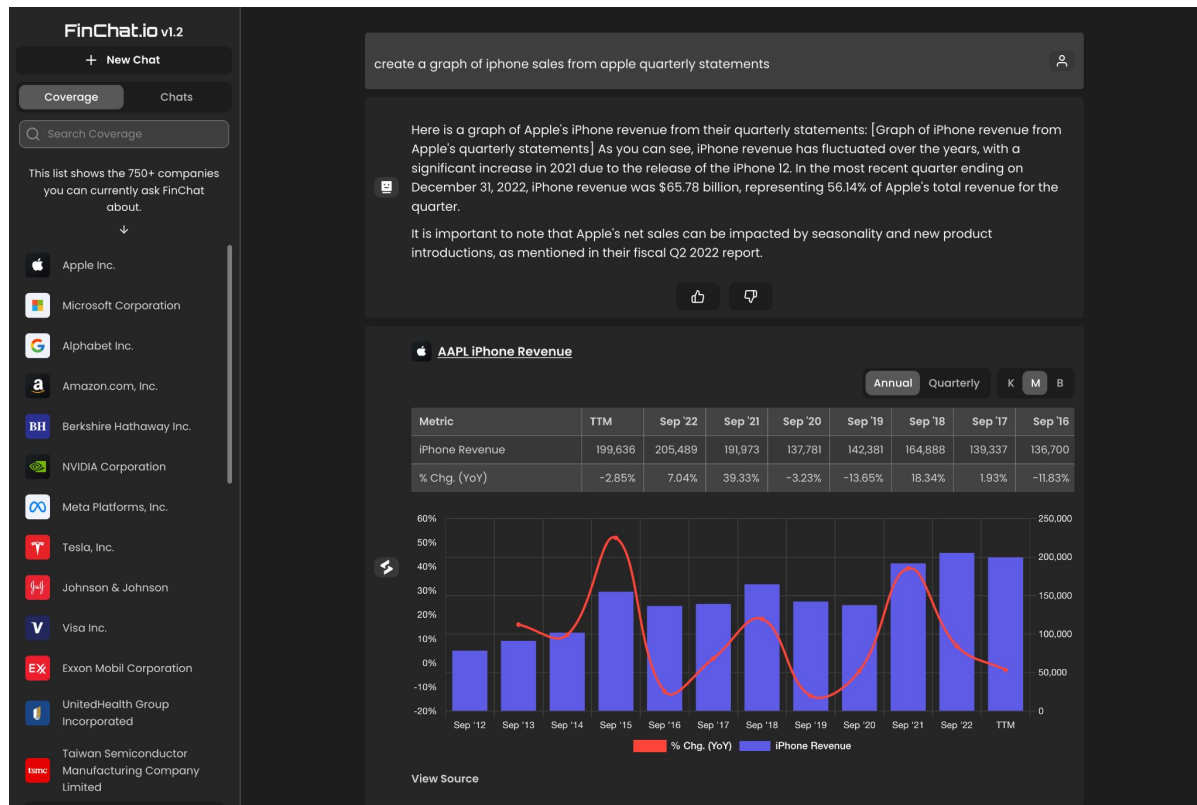 FinChat.io v1.2
+ New Chat
Coverage Chats
Search Coverage
This list shows the 750+ companies
you can currently ask FinChat
about.
↓
Apple Inc.
Microsoft Corporation
Alphabet Inc.
a Amazon.com, Inc.
BH Berkshire Hathaway Inc.
NVIDIA Corporation
Meta Platforms, Inc.
Tesla, Inc.
J&J Johnson & Johnson
V Visa Inc.
EX Exxon Mobil Corporation
UnitedHealth Group
Incorporated
Taiwan Semiconductor
tsmc Manufacturing Company
Limited
create a graph of iphone sales from apple quarterly statements
Here is a graph of Apple's iPhone revenue from their quarterly statements: [Graph of iPhone revenue from
Apple's quarterly statements] As you can see, iPhone revenue has fluctuated over the years, with a
significant increase in 2021 due to the release of the iPhone 12. In the most recent quarter ending on
December 31, 2022, iPhone revenue was $65.78 billion, representing 56.14% of Apple's total revenue for the
quarter.
It is important to note that Apple's net sales can be impacted by seasonality and new product
introductions, as mentioned in their fiscal Q2 2022 report.
AAPL iPhone Revenue
Annual Quarterly K M B
Metric TTM Sep '22 Sep '21 Sep '20 Sep '19 Sep '18 Sep '17 Sep '16
iPhone Revenue 199,636 205,489 191,973 137,781 142,381 164,888 139,337 136,700
% Chg. (YoY) -2.85% 7.04% 39.33% -3.23% -13.65% 18.34% 1.93% -11.83%
60% 250,000
50%
40% 200,000
30% 150,000
20%
10% 100,000
0%
-10% 50,000
-20% 0
Sep '12 Sep '13 Sep '14 Sep '15 Sep '16 Sep '17 Sep '18 Sep '19 Sep '20 Sep '21 Sep '22 TTM
% Chg. (YoY) iPhone Revenue
View Source